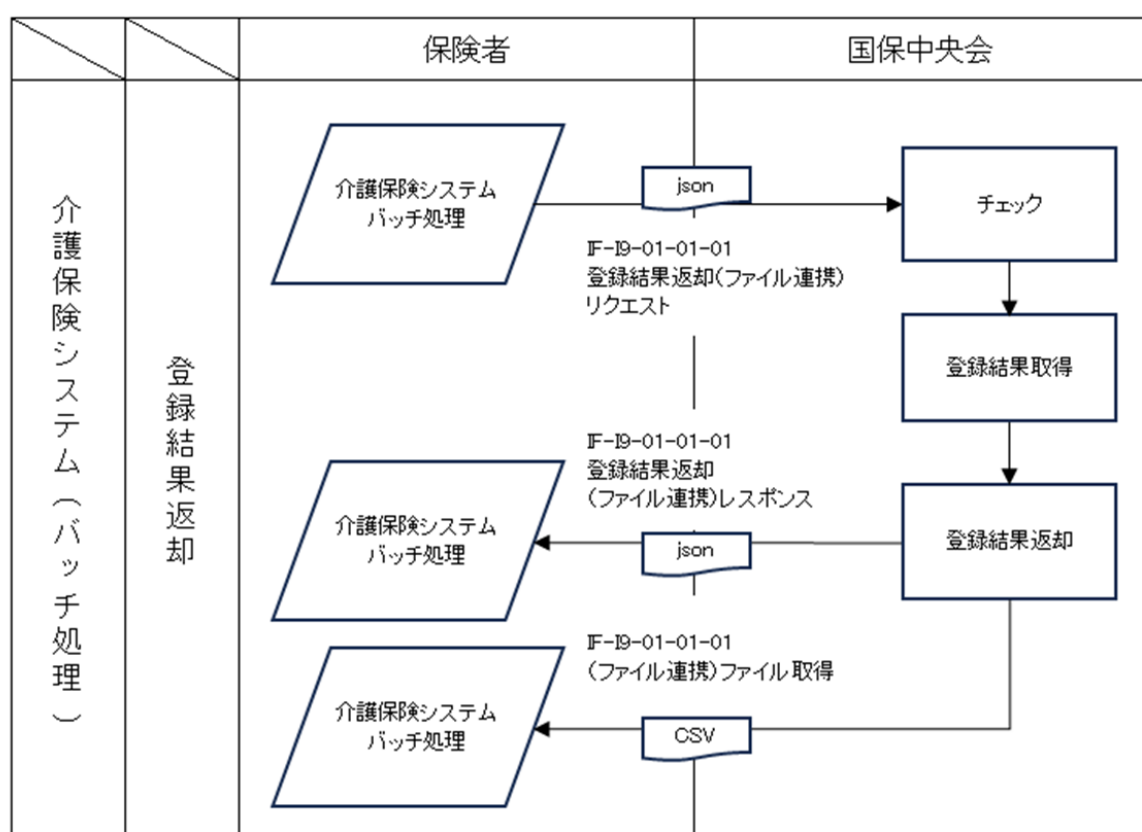 保険者
国保中央会
介護保険システム(バッチ処理)
登録結果返却
介護保険システム
バッチ処理
json
チェック
IF-I9-01-01-01
登録結果返却(ファイル連携)
リクエスト
登録結果取得
IF-I9-01-01-01
登録結果返却
(ファイル連携)レスポンス
介護保険システム
バッチ処理
json
登録結果返却
IF-I9-01-01-01
(ファイル連携)ファイル取得
介護保険システム
バッチ処理
CSV